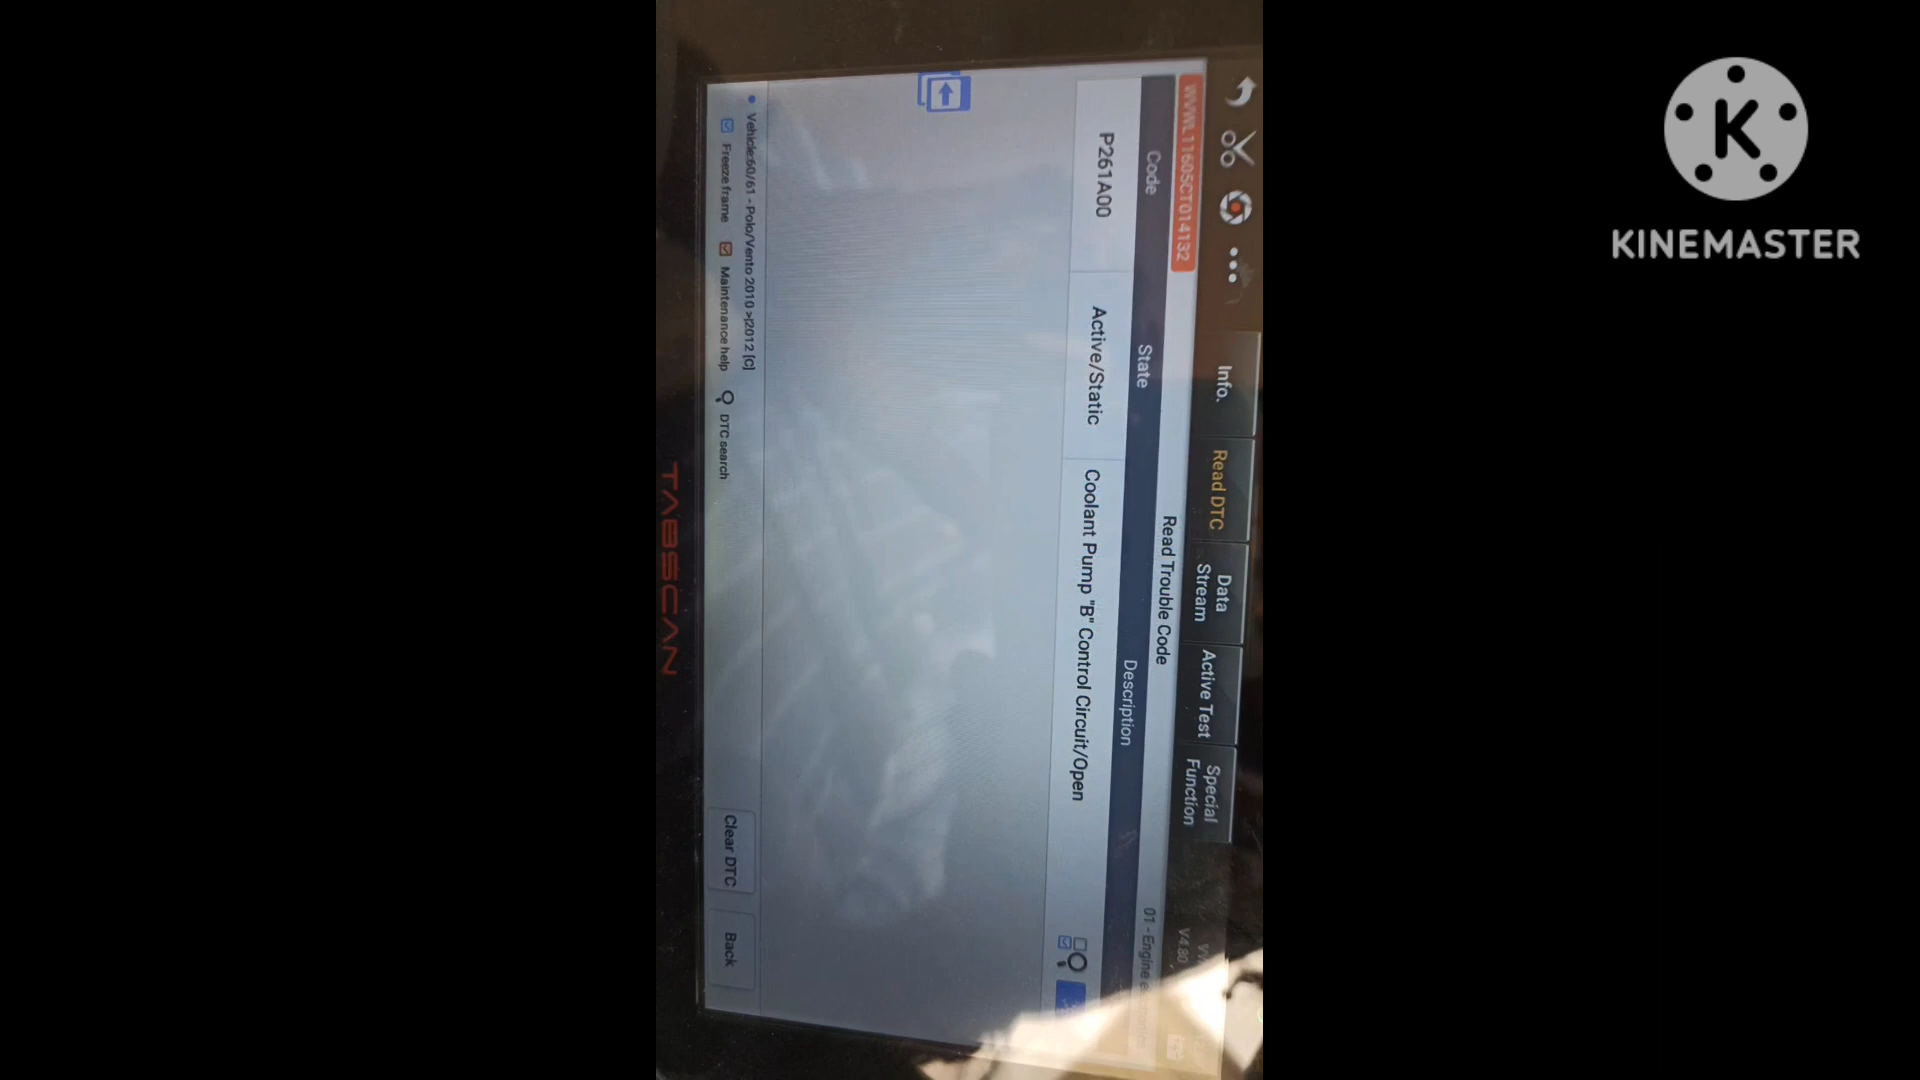 Info.
Read DTC
Data
Stream
Active Test
Special
Function
V4.80
WVWL11605CT014132
Read Trouble Code
01 - Engine
Code
State
Description
P261A00
Active/Static
Coolant Pump "B" Control Circuit/Open
Vehicle:60/61 - Polo/Vento 2010 >|2012 [C]
Freeze frame
Maintenance help
DTC search
Clear DTC
Back
TABSCAN
K
KINEMASTER